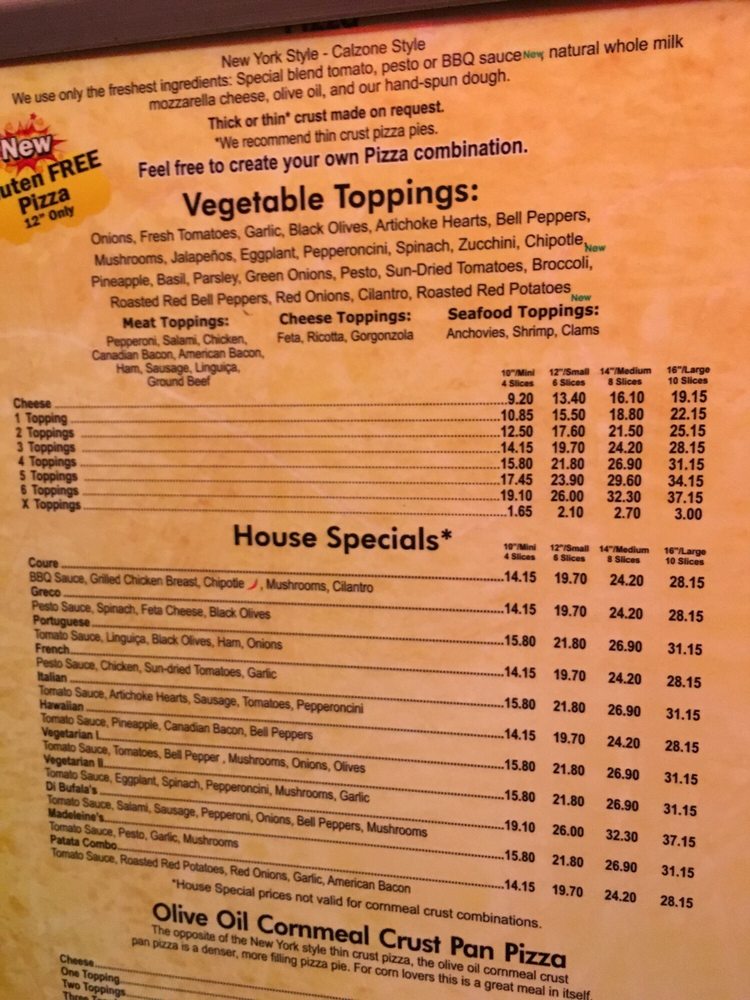 New York Style - Calzone Style
We use only the freshest ingredients: Special blend tomato, pesto or BBQ sauce New, natural whole milk
mozzarella cheese, olive oil, and our hand-spun dough.
Thick or thin* crust made on request.
*We recommend thin crust pizza pies.
Feel free to create your own Pizza combination.
New
uten FREE
Pizza
12" Only
Vegetable Toppings:
Onions, Fresh Tomatoes, Garlic, Black Olives, Artichoke Hearts, Bell Peppers,
Mushrooms, Jalapeños, Eggplant, Pepperoncini, Spinach, Zucchini, Chipotle, New
Pineapple, Basil, Parsley, Green Onions, Pesto, Sun-Dried Tomatoes, Broccoli,
Roasted Red Bell Peppers, Red Onions, Cilantro, Roasted Red Potatoes New
Meat Toppings:
Pepperoni, Salami, Chicken,
Canadian Bacon, American Bacon,
Ham, Sausage, Linguiça,
Ground Beef
Cheese Toppings:
Feta, Ricotta, Gorgonzola
Seafood Toppings:
Anchovies, Shrimp, Clams
10"/Mini 12"/Small 14"/Medium 16"/Large
4 Slices 6 Slices 8 Slices 10 Slices
Cheese 9.20 13.40 16.10 19.15
1 Topping 10.85 15.50 18.80 22.15
2 Toppings 12.50 17.60 21.50 25.15
3 Toppings 14.15 19.70 24.20 28.15
4 Toppings 15.80 21.80 26.90 31.15
5 Toppings 17.45 23.90 29.60 34.15
6 Toppings 19.10 26.00 32.30 37.15
X Toppings 1.65 2.10 2.70 3.00
House Specials*
10"/Mini 12"/Small 14"/Medium 16"/Large
4 Slices 6 Slices 8 Slices 10 Slices
Coure 14.15 19.70 24.20 28.15
BBQ Sauce, Grilled Chicken Breast, Chipotle, Mushrooms, Cilantro
Greco 14.15 19.70 24.20 28.15
Pesto Sauce, Spinach, Feta Cheese, Black Olives
Portuguese 15.80 21.80 26.90 31.15
Tomato Sauce, Linguiça, Black Olives, Ham, Onions
French 14.15 19.70 24.20 28.15
Pesto Sauce, Chicken, Sun-dried Tomatoes, Garlic
Italian 15.80 21.80 26.90 31.15
Tomato Sauce, Artichoke Hearts, Sausage, Tomatoes, Pepperoncini
Hawaiian 14.15 19.70 24.20 28.15
Tomato Sauce, Pineapple, Canadian Bacon, Bell Peppers
Vegetarian I 15.80 21.80 26.90 31.15
Tomato Sauce, Tomatoes, Bell Pepper , Mushrooms, Onions, Olives
Vegetarian II 15.80 21.80 26.90 31.15
Tomato Sauce, Eggplant, Spinach, Pepperoncini, Mushrooms, Garlic
Di Bufala's 19.10 26.00 32.30 37.15
Tomato Sauce, Salami, Sausage, Pepperoni, Onions, Bell Peppers, Mushrooms
Madeleine's 15.80 21.80 26.90 31.15
Tomato Sauce, Pesto, Garlic, Mushrooms
Patata Combo 14.15 19.70 24.20 28.15
Tomato Sauce, Roasted Red Potatoes, Red Onions, Garlic, American Bacon
*House Special prices not valid for cornmeal crust combinations.
Olive Oil Cornmeal Crust Pan Pizza
The opposite of the New York style thin crust pizza, the olive oil cornmeal crust
pan pizza is a denser, more filling pizza pie. For corn lovers this is a great meal in itself
Cheese
One Topping
Two Toppings